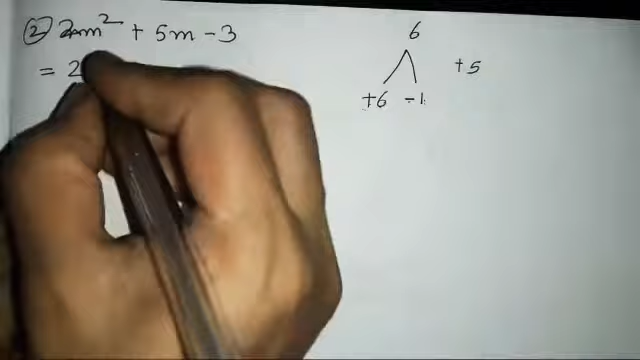 ② 2m² + 5m - 3
= 2
6
+5
+6 -1